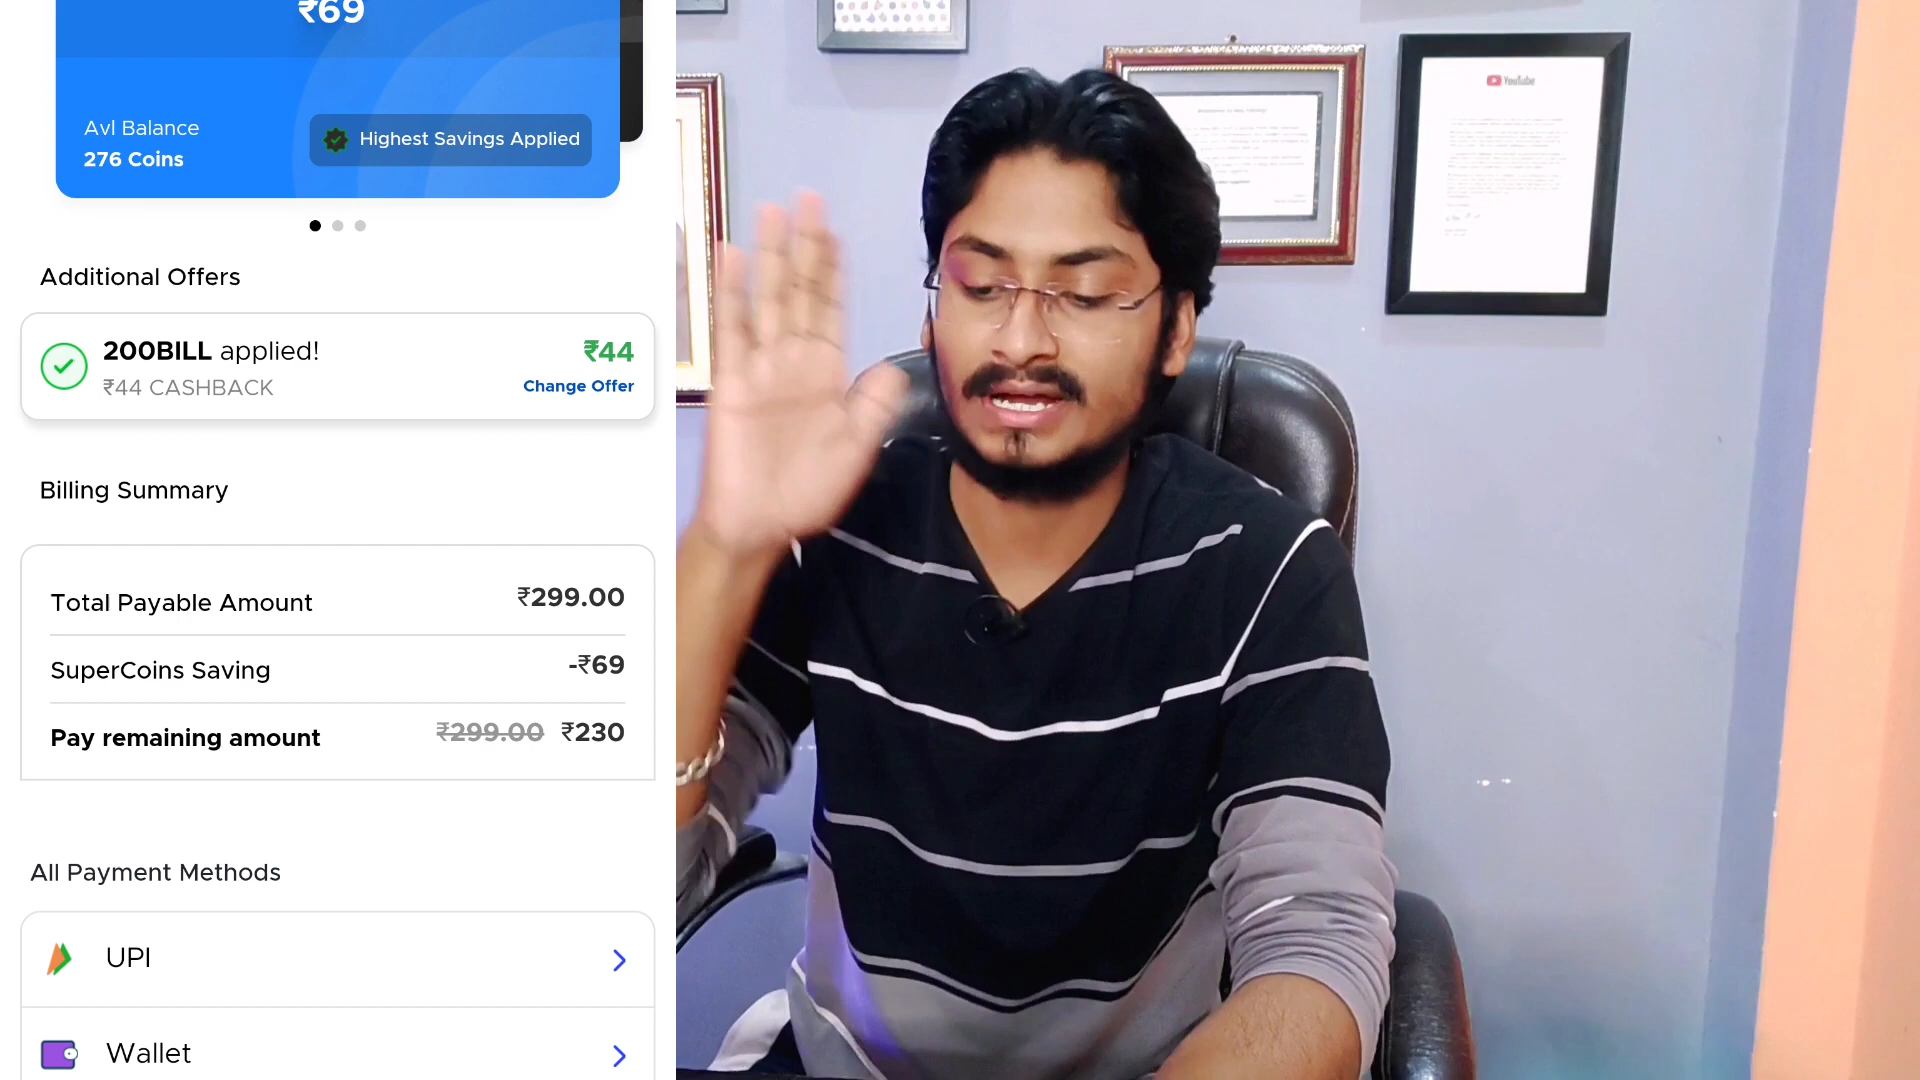 ₹69
Avl Balance
276 Coins
Highest Savings Applied
Additional Offers
200BILL applied!
₹44 CASHBACK
₹44
Change Offer
Billing Summary
Total Payable Amount
₹299.00
SuperCoins Saving
-₹69
Pay remaining amount
₹299.00 ₹230
All Payment Methods
UPI
Wallet
YouTube